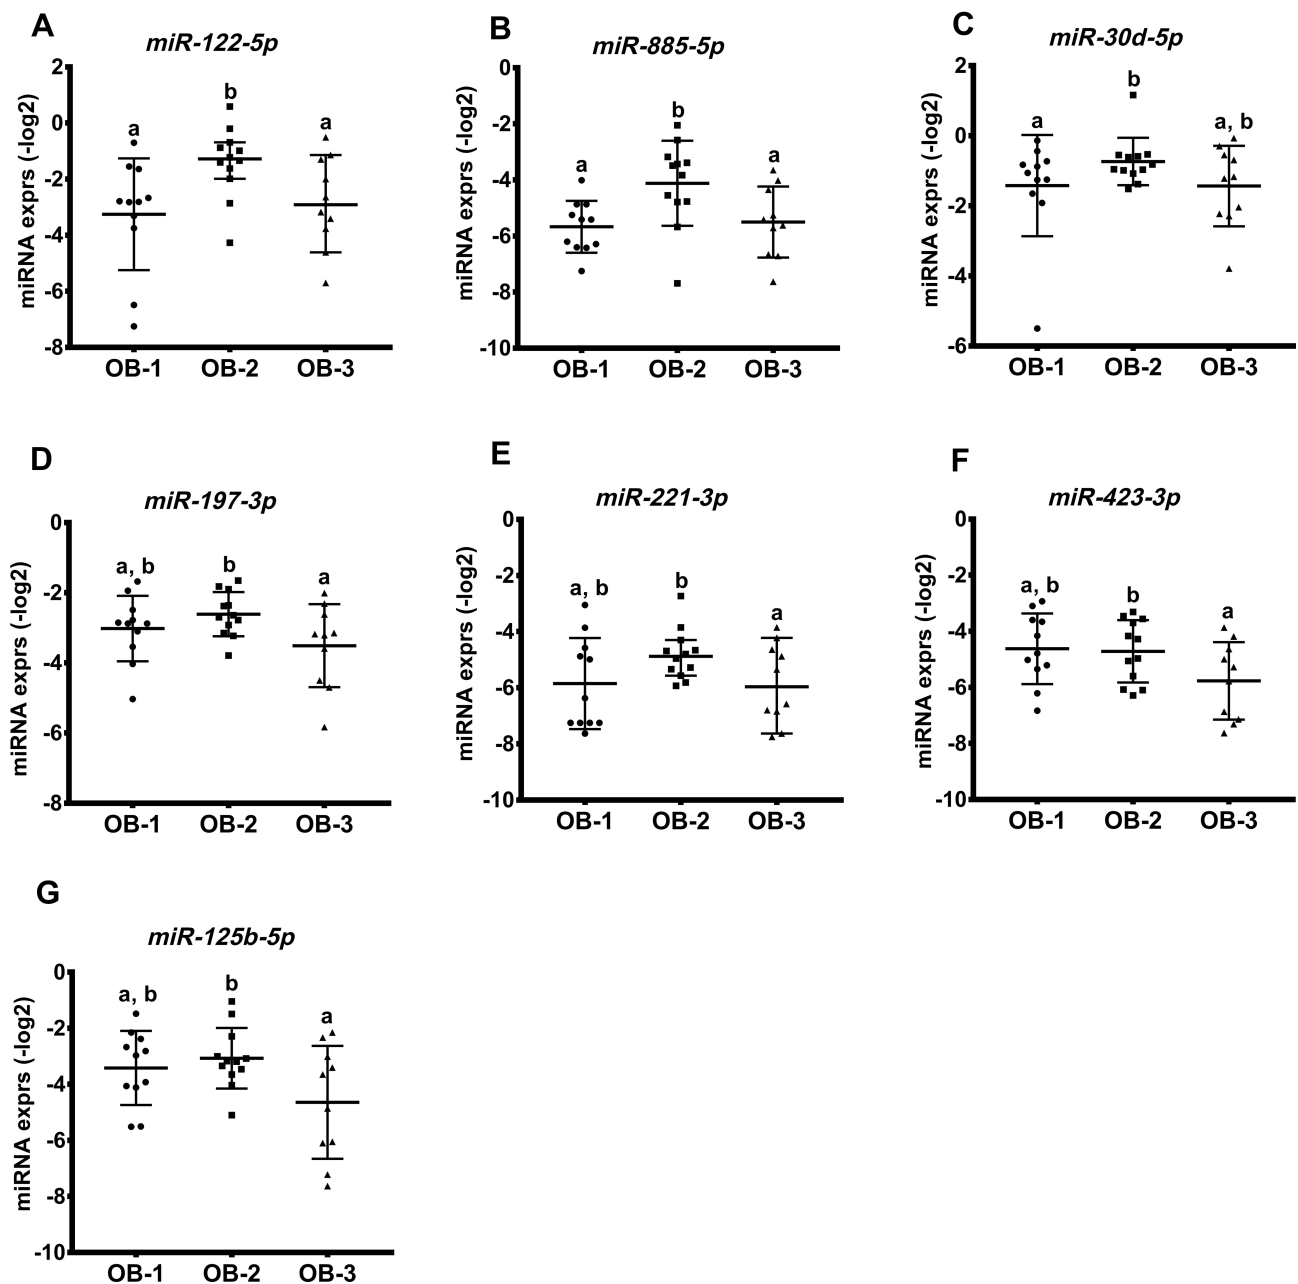 A
miR-122-5p
miRNA exprs (-log2)
2
0
-2
-4
-6
-8
a
b
a
OB-1
OB-2
OB-3
B
miR-885-5p
miRNA exprs (-log2)
0
-2
-4
-6
-8
-10
a
b
a
OB-1
OB-2
OB-3
C
miR-30d-5p
miRNA exprs (-log2)
2
0
-2
-4
-6
a
b
a, b
OB-1
OB-2
OB-3
D
miR-197-3p
miRNA exprs (-log2)
0
-2
-4
-6
-8
a, b
b
a
OB-1
OB-2
OB-3
E
miR-221-3p
miRNA exprs (-log2)
0
-2
-4
-6
-8
-10
a, b
b
a
OB-1
OB-2
OB-3
F
miR-423-3p
miRNA exprs (-log2)
0
-2
-4
-6
-8
-10
a, b
b
a
OB-1
OB-2
OB-3
G
miR-125b-5p
miRNA exprs (-log2)
0
-2
-4
-6
-8
-10
a, b
b
a
OB-1
OB-2
OB-3